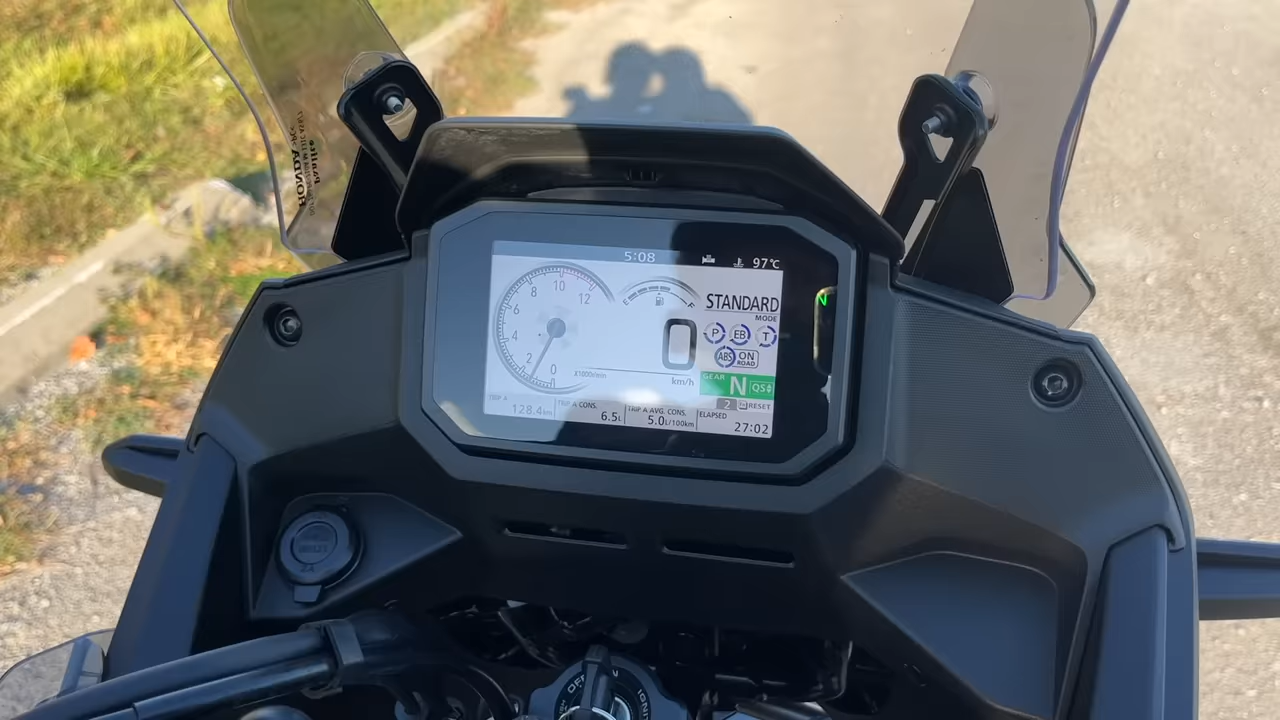 HONDA
5:08
97℃
8
10
12
6
4
2
0
X1000r/min
E
F
0
km/h
STANDARD
MODE
P
EB
T
ABS
ON
ROAD
GEAR
N
QS
2
RESET
TRIP A
128.4km
TRIP A CONS.
6.5L
TRIP A AVG. CONS.
5.0L/100km
ELAPSED
27:02
N
OFF